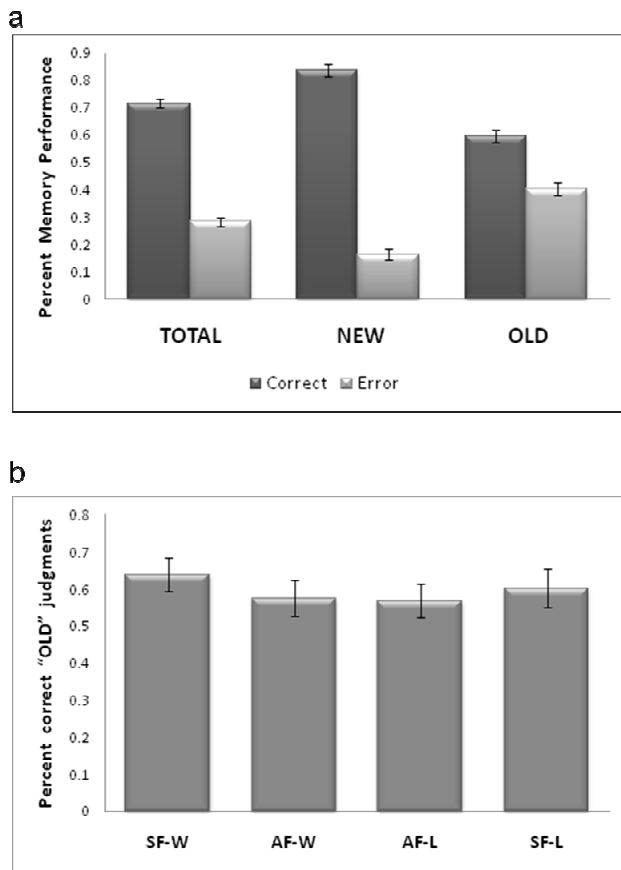 a
Percent Memory Performance
0.9
0.8
0.7
0.6
0.5
0.4
0.3
0.2
0.1
0
TOTAL NEW OLD
Correct Error
b
Percent correct "OLD" judgments
0.8
0.7
0.6
0.5
0.4
0.3
0.2
0.1
0
SF-W AF-W AF-L SF-L